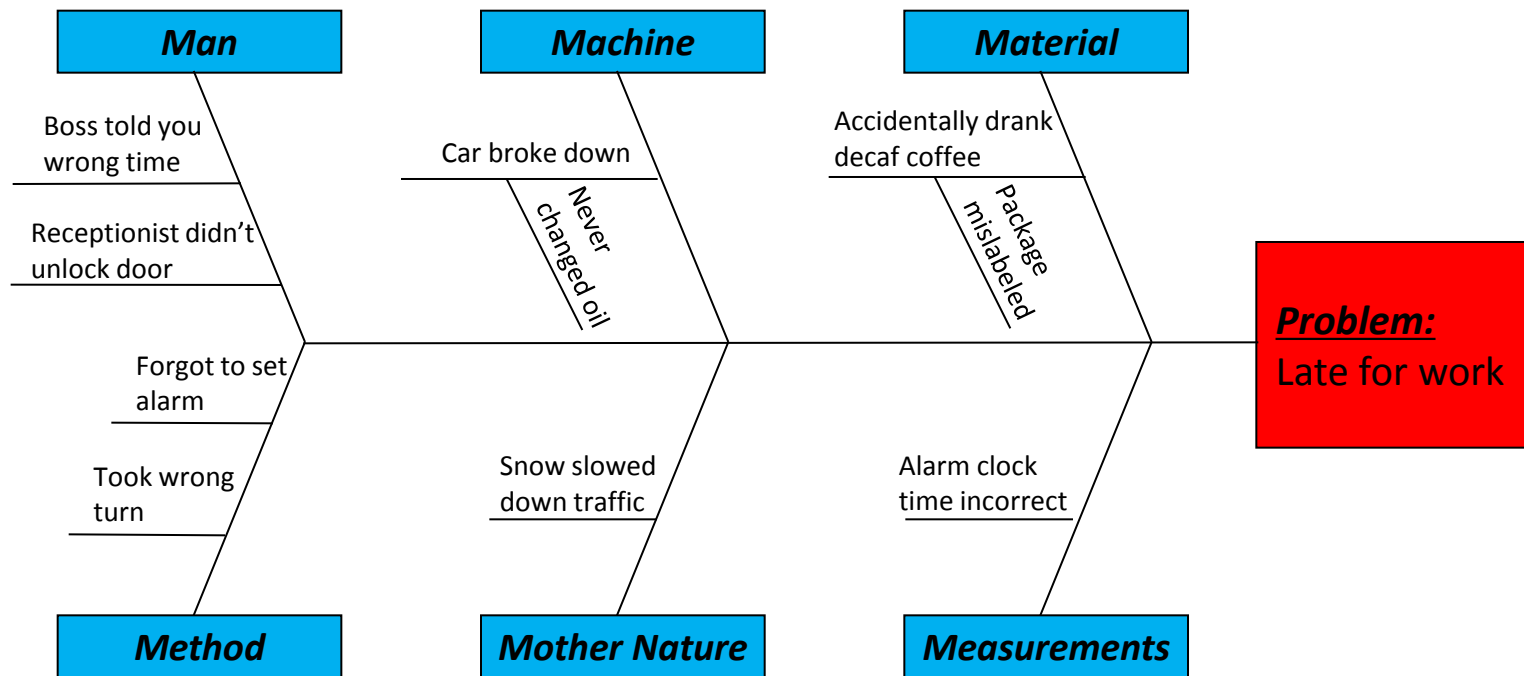 Man
Machine
Material
Boss told you
wrong time
Receptionist didn’t
unlock door
Car broke down
Never
changed oil
Accidentally drank
decaf coffee
Package
mislabeled
Problem:
Late for work
Forgot to set
alarm
Took wrong
turn
Snow slowed
down traffic
Alarm clock
time incorrect
Method
Mother Nature
Measurements